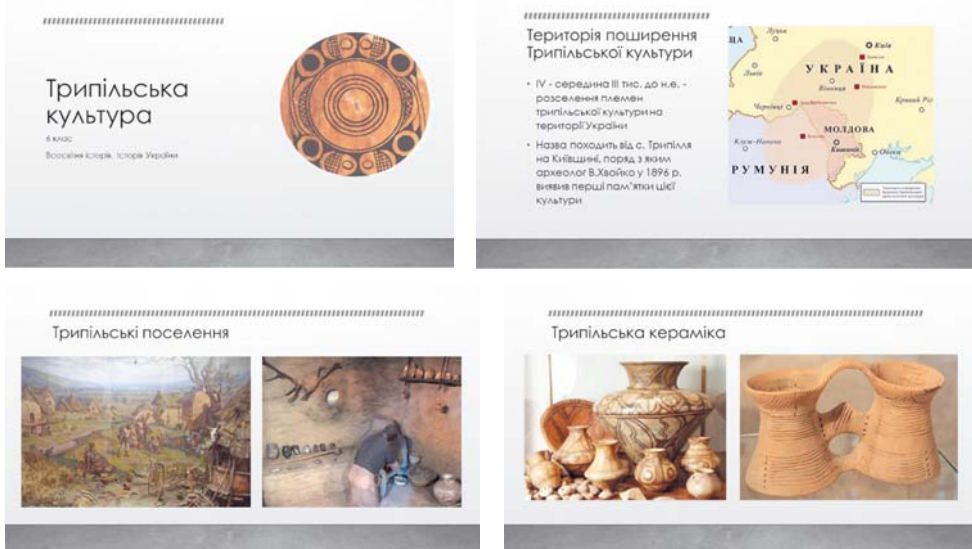 Трипільська
культура
6 клас
Всесвітня історія. Історія України
Територія поширення
Трипільської культури
• IV - середина III тис. до н.е. -
розселення племен
трипільської культури на
території України
• Назва походить від с. Трипілля
на Київщині, поряд з яким
археолог В.Хвойко у 1896 р.
виявив перші пам'ятки цієї
культури
Луцьк
Київ
Львів
УКРАЇНА
Вінниця
Чернівці
Кривий Ріг
МОЛДОВА
Клуж-Напока
Кишинів
Одеса
РУМУНІЯ
Трипільські поселення
Трипільська кераміка